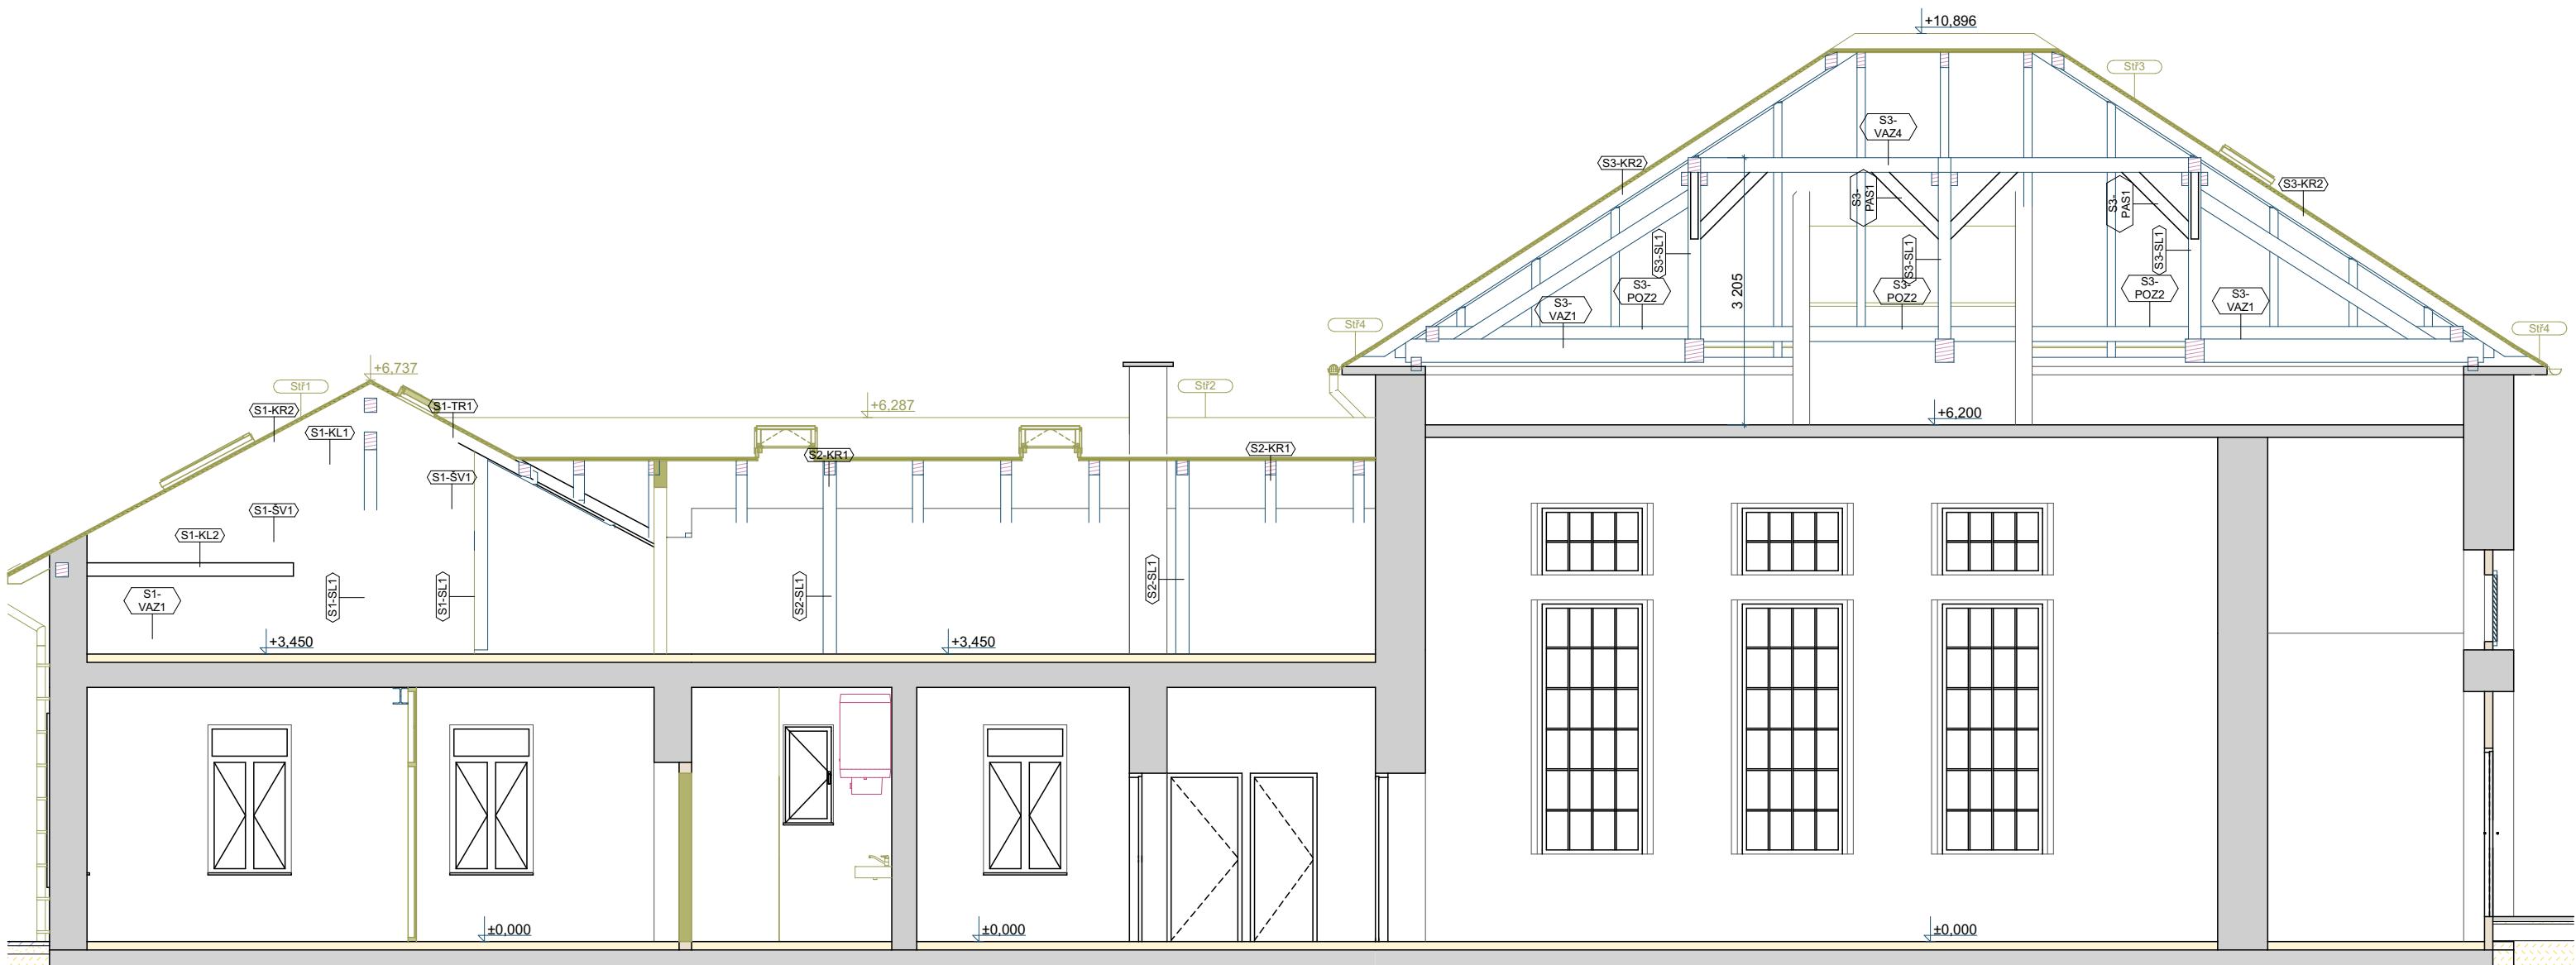 +10,896
Stř3
S3-
VAZ4
S3-KR2
S3-
PAS1
S3-
PAS1
S3-KR2
S3-SL1
S3-SL1
S3-SL1
3 205
S3-
POZ2
S3-
POZ2
S3-
POZ2
S3-
VAZ1
S3-
VAZ1
Stř4
Stř4
+6,737
Stř1
Stř2
S1-KR2
S1-TR1
+6,287
+6,200
S1-KL1
S2-KR1
S2-KR1
S1-ŠV1
S1-ŠV1
S1-KL2
S1-
VAZ1
S1-SL1
S1-SL1
S2-SL1
S2-SL1
+3,450
+3,450
±0,000
±0,000
±0,000